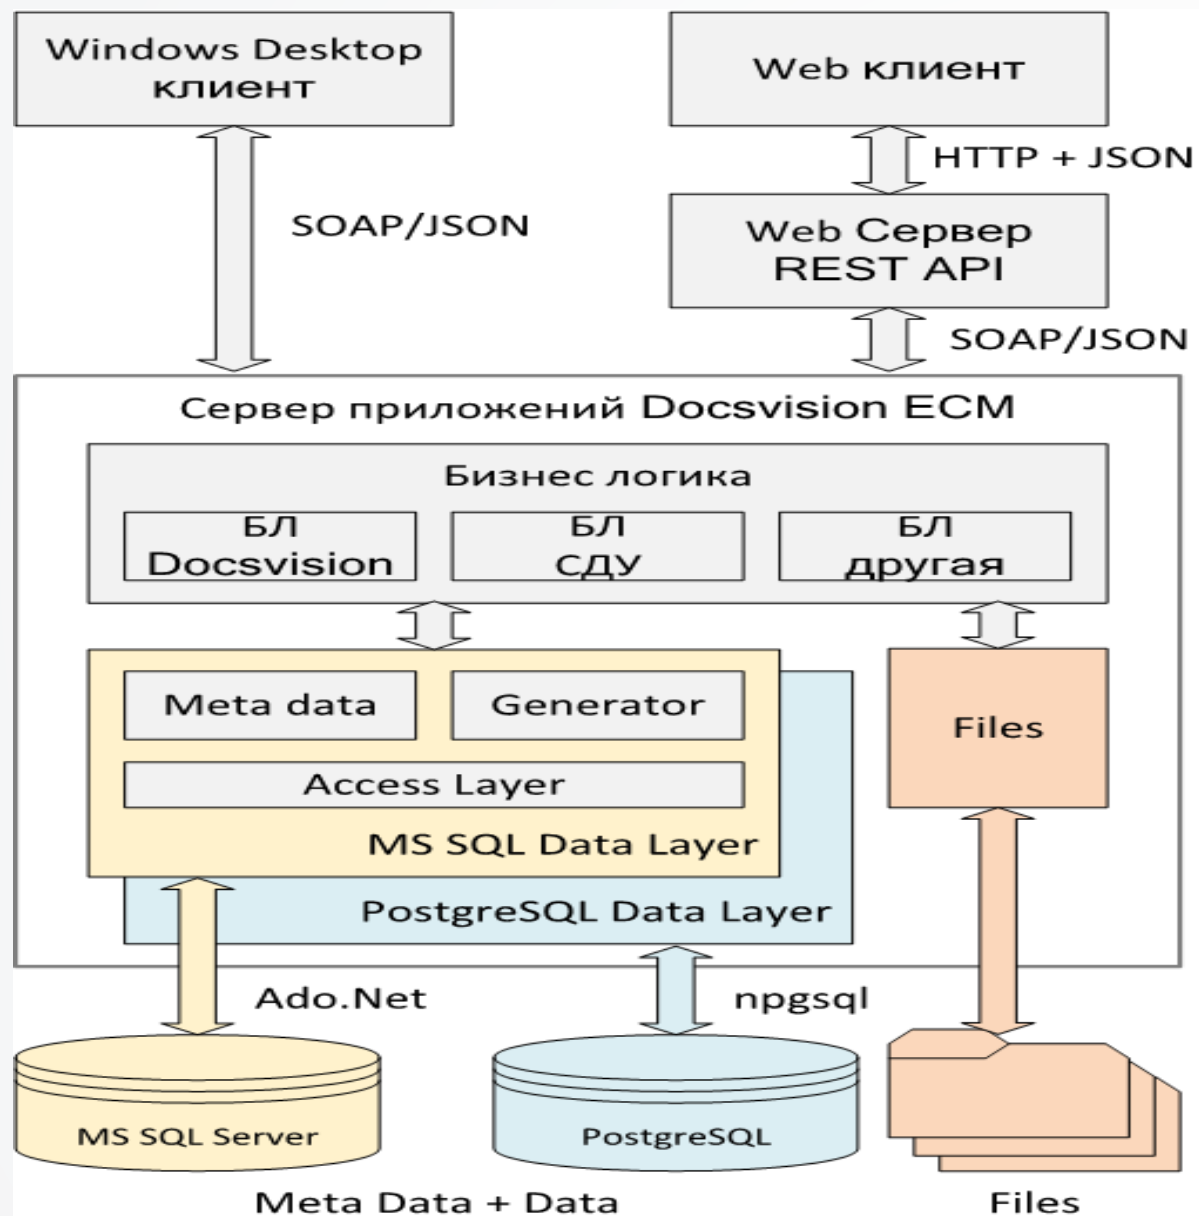 Windows Desktop
клиент
Web клиент
HTTP + JSON
SOAP/JSON
Web Сервер
REST API
SOAP/JSON
Сервер приложений Docsvision ECM
Бизнес логика
БЛ
Docsvision
БЛ
СДУ
БЛ
другая
Meta data
Generator
Files
Access Layer
MS SQL Data Layer
PostgreSQL Data Layer
Ado.Net
npgsql
MS SQL Server
PostgreSQL
Meta Data + Data
Files